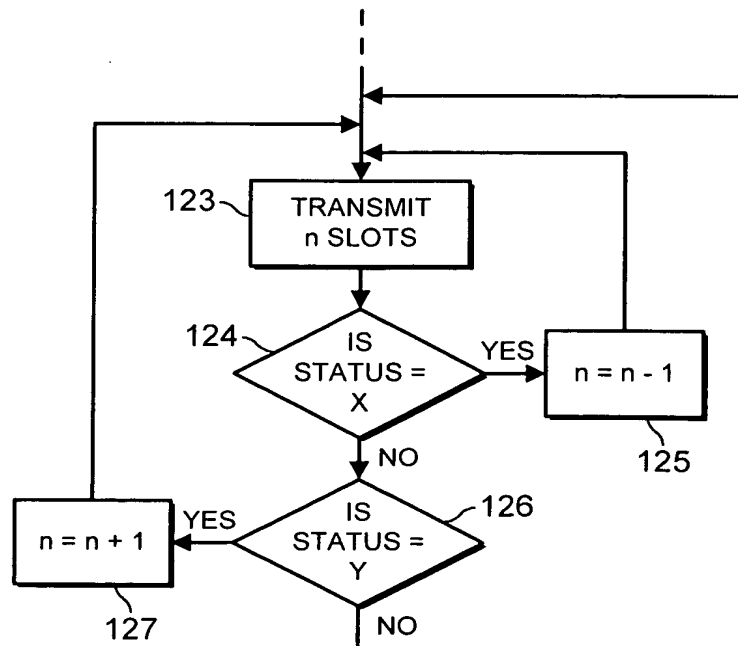 123
TRANSMIT
n SLOTS
124
IS
STATUS =
X
YES
n = n - 1
125
NO
126
IS
STATUS =
Y
YES
n = n + 1
127
NO